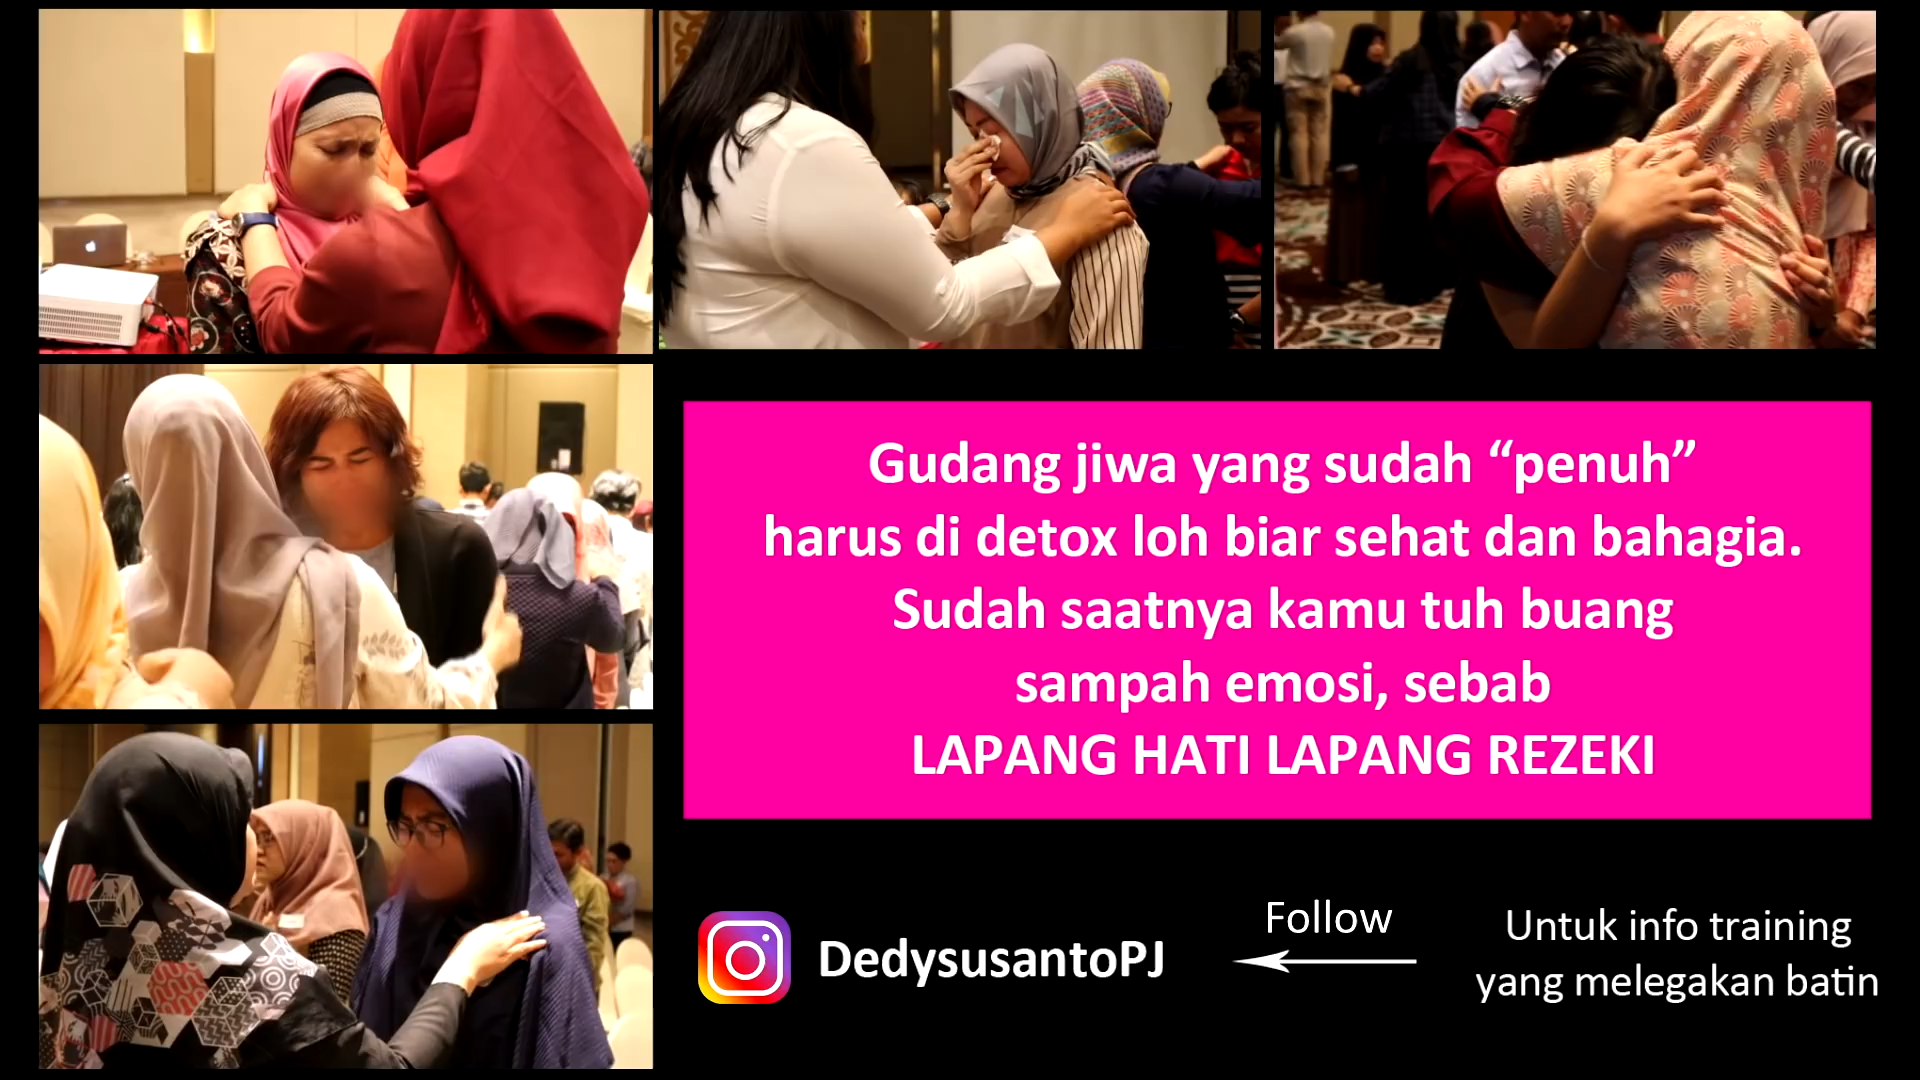 Gudang jiwa yang sudah “penuh”
harus di detox loh biar sehat dan bahagia.
Sudah saatnya kamu tuh buang
sampah emosi, sebab
LAPANG HATI LAPANG REZEKI
DedysusantoPJ
Follow
Untuk info training
yang melegakan batin